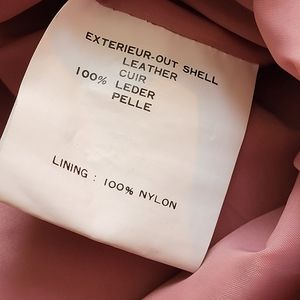 EXTERIEUR-OUT SHELL
LEATHER
CUIR
100% LEDER
PELLE
LINING : 100% NYLON